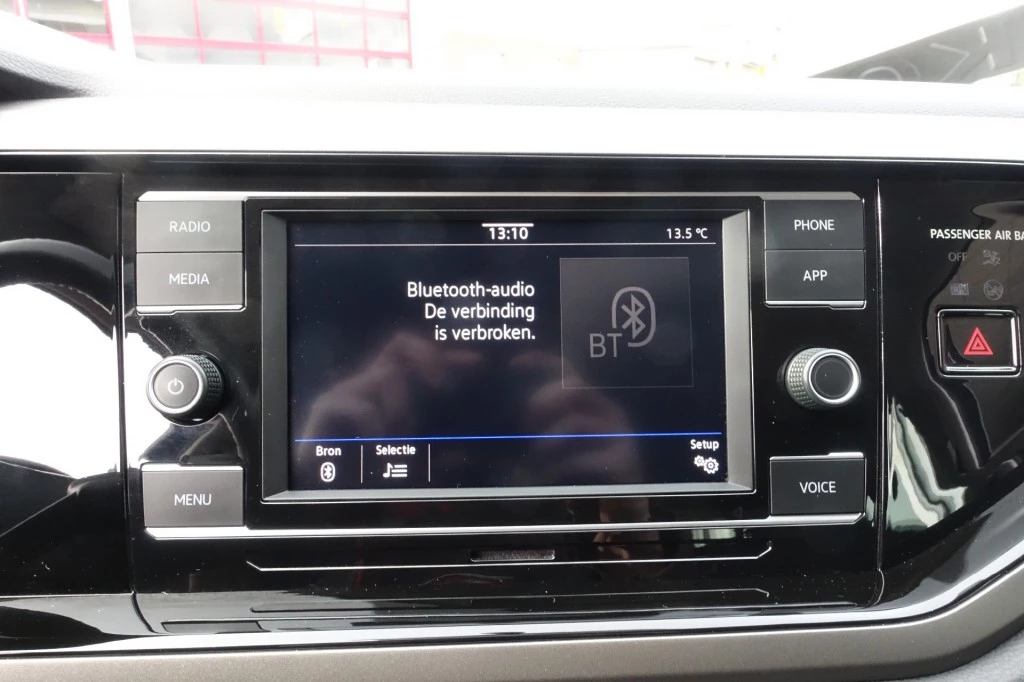 RADIO
MEDIA
MENU
13:10
13.5 °C
Bluetooth-audio
De verbinding
is verbroken.
BT
Bron
Selectie
Setup
PHONE
APP
VOICE
PASSENGER AIR BA
OFF